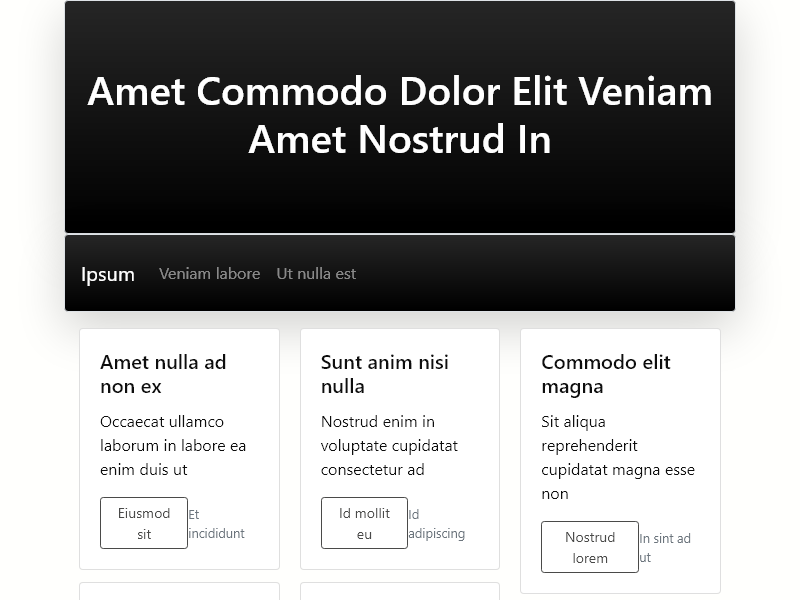 Amet Commodo Dolor Elit Veniam
Amet Nostrud In
Ipsum Veniam labore Ut nulla est
Amet nulla ad
non ex
Occaecat ullamco
laborum in labore ea
enim duis ut
Eiusmod
sit
Et
incididunt
Sunt anim nisi
nulla
Nostrud enim in
voluptate cupidatat
consectetur ad
Id mollit
eu
Id
adipiscing
Commodo elit
magna
Sit aliqua
reprehenderit
cupidatat magna esse
non
Nostrud
lorem
In sint ad
ut